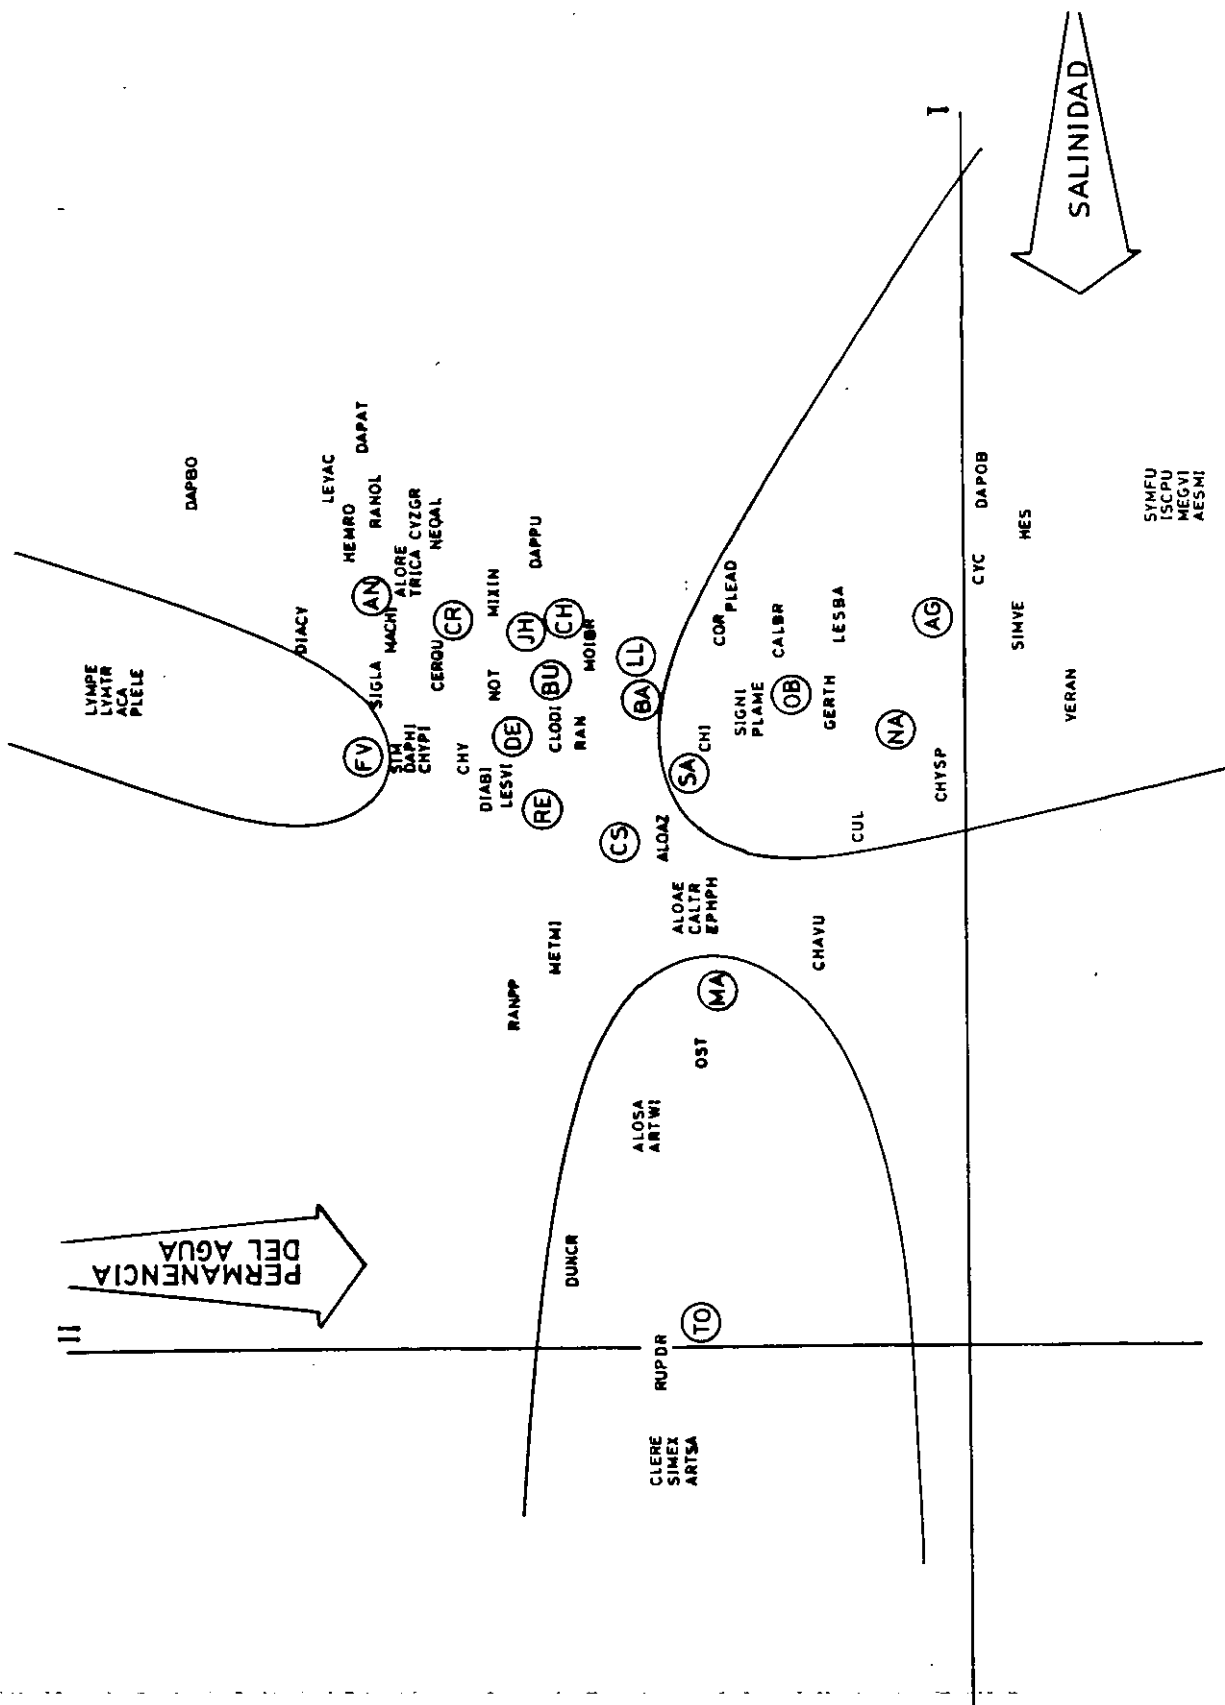 II
LYMPE
LYMTR
ACA
PLELE
PERMANENCIA
DEL AGUA
DAPBO
DIACY
LEYAC
HEMRO
DAPAT
RANOL
AN
FV
SIGLA
MACHI
ALORE
TRICA
CYZGR
NEQAL
STM
DAPHI
CHYPI
CERQU
CR
CHY
MIXIN
NOT
DIABI
LESVI
DE
JH
DAPPU
RANPP
RE
BU
CH
CLODI
RAN
METMI
MOIBR
DUNCR
CS
LL
BA
ALOSA
ARTWI
ALOAZ
RUPDR
CLERE
SIMEX
ARTSA
SA
CHI
ALOAE
CALTR
EPHPH
OST
TO
MA
COR
PLEAD
SIGNI
PLAME
CALBR
OB
GERTH
LESBA
CHAVU
CUL
NA
AG
CHYSP
I
DAPOB
CYC
HES
SIMVE
YERAN
SALINIDAD
SYMFU
ISCPU
MEGVI
AESMI